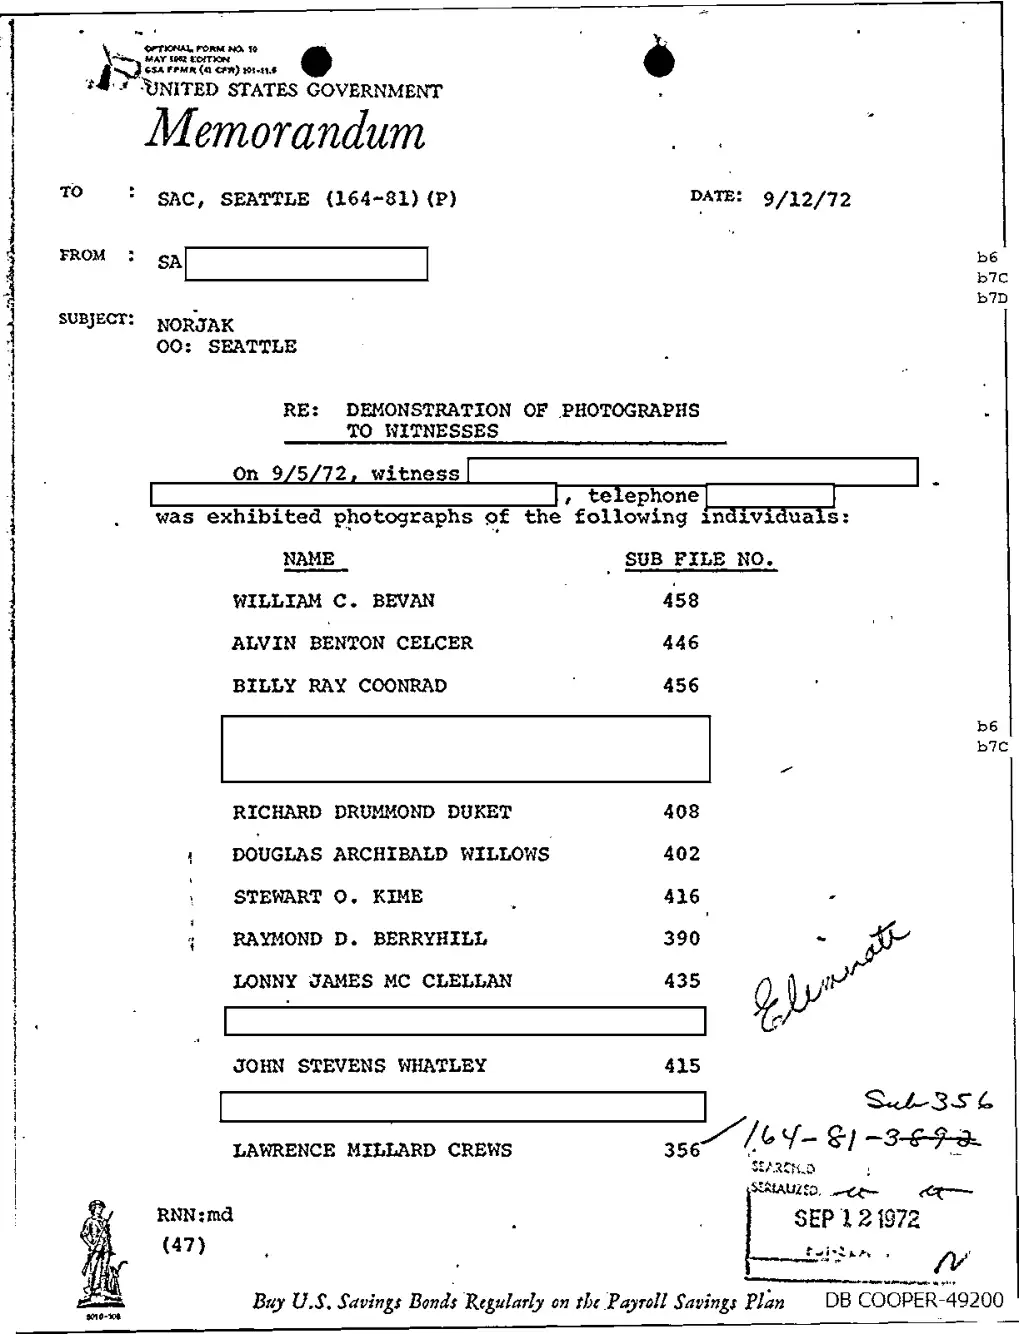 OPTIONAL FORM NO. 10
MAY 1962 EDITION
GSA FPMR (41 CFR) 101-11.6
UNITED STATES GOVERNMENT
Memorandum
TO : SAC, SEATTLE (164-81)(P) DATE: 9/12/72
FROM : SA
b6
b7C
b7D
SUBJECT: NORJAK
OO: SEATTLE
RE: DEMONSTRATION OF PHOTOGRAPHS
TO WITNESSES
On 9/5/72, witness
, telephone
was exhibited photographs of the following individuals:
NAME SUB FILE NO.
WILLIAM C. BEVAN 458
ALVIN BENTON CELCER 446
BILLY RAY COONRAD 456
b6
b7C
RICHARD DRUMMOND DUKET 408
DOUGLAS ARCHIBALD WILLOWS 402
STEWART O. KIME 416
RAYMOND D. BERRYHILL 390
LONNY JAMES MC CLELLAN 435
Eliminate
JOHN STEVENS WHATLEY 415
Sub 356
LAWRENCE MILLARD CREWS 356
164-81-3892
SEARCHED
SERIALIZED
RNN:md
(47)
SEP 12 1972
N
5010-108
Buy U.S. Savings Bonds Regularly on the Payroll Savings Plan
DB COOPER-49200